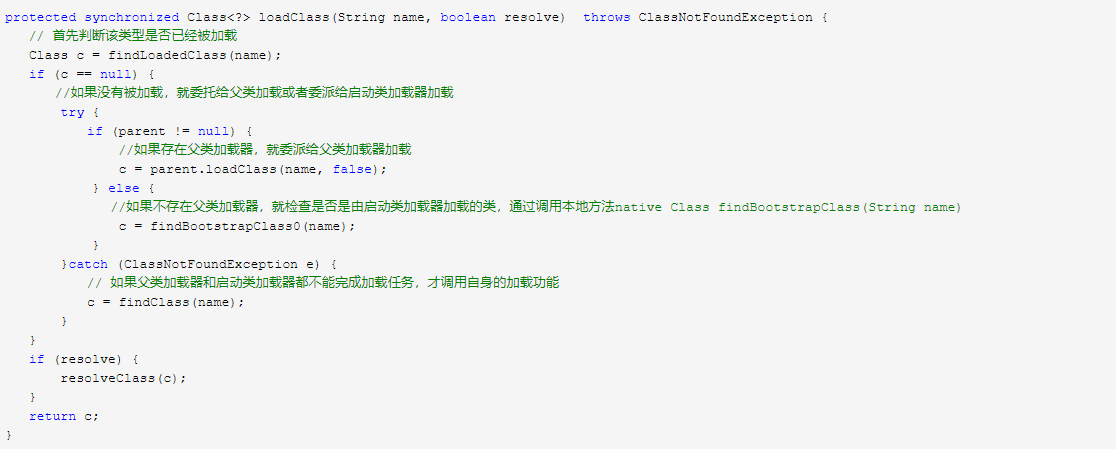 protected synchronized Class<?> loadClass(String name, boolean resolve)  throws ClassNotFoundException {
   // 首先判断该类型是否已经被加载
   Class c = findLoadedClass(name);
   if (c == null) {
      //如果没有被加载，就委托给父类加载或者委派给启动类加载器加载
       try {
          if (parent != null) {
              //如果存在父类加载器，就委派给父类加载器加载
              c = parent.loadClass(name, false);
           } else {
             //如果不存在父类加载器，就检查是否是由启动类加载器加载的类，通过调用本地方法native Class findBootstrapClass(String name)
              c = findBootstrapClass0(name);
           }
       }catch (ClassNotFoundException e) {
          // 如果父类加载器和启动类加载器都不能完成加载任务，才调用自身的加载功能
          c = findClass(name);
       }
   }
   if (resolve) {
       resolveClass(c);
   }
   return c;
}